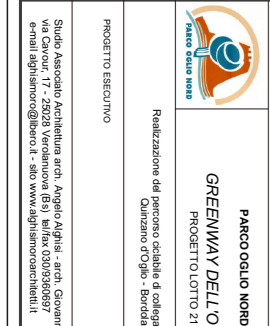 PARCO OGLIO NORD
PARCO OGLIO NORD
GREENWAY DELL'O
PROGETTO LOTTO 21
Realizzazione del percorso ciclabile di collega
Quinzano d'Oglio - Bordola
PROGETTO ESECUTIVO
Studio Associato Architettura arch. Angelo Alghisi - arch. Giovann
via Cavour, 17 - 25028 Verolanuova (Bs) tel/fax 030/9360697
e-mail alghisimoro@libero.it - sito www.alghisimoroarchitetti.it